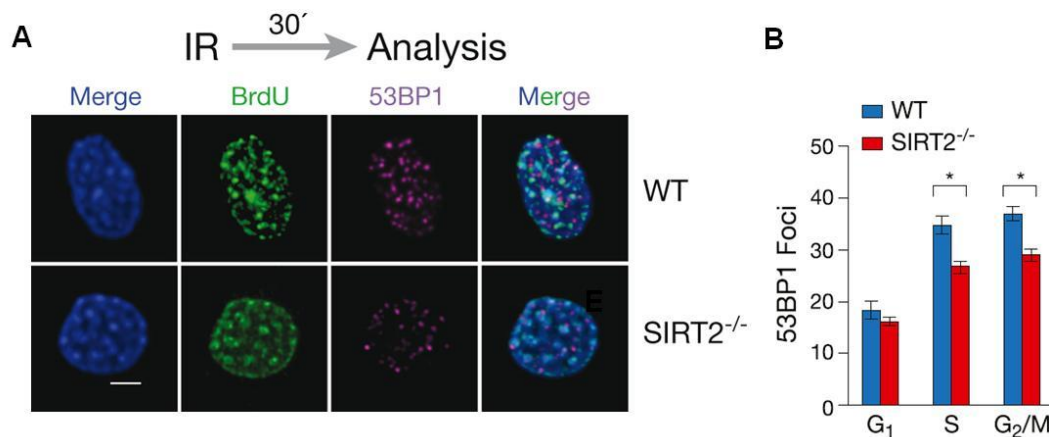 A
IR 30´ Analysis
Merge BrdU 53BP1 Merge
WT
E
SIRT2-/-
B
WT
SIRT2-/-
53BP1 Foci
50
*
*
40
30
20
10
0
G1 S G2/M